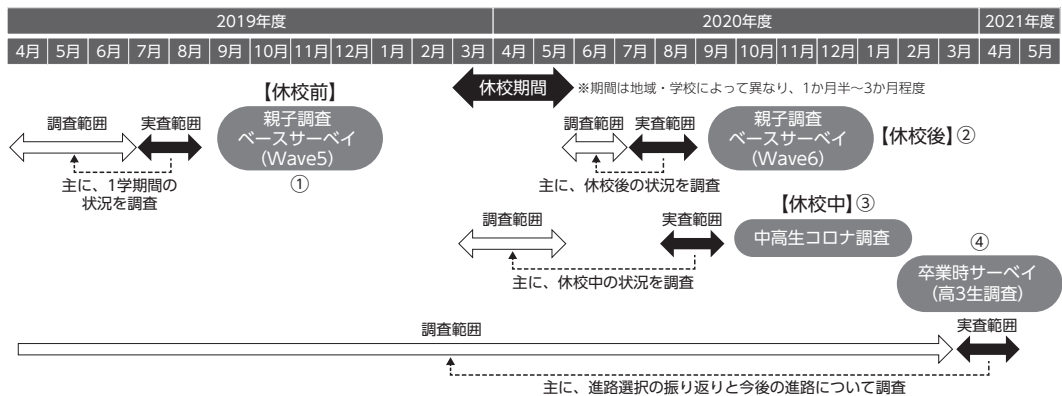 2019年度 2020年度 2021年度
4月 5月 6月 7月 8月 9月 10月 11月 12月 1月 2月 3月 4月 5月 6月 7月 8月 9月 10月 11月 12月 1月 2月 3月 4月 5月
休校期間 ※期間は地域・学校によって異なり、1か月半～3か月程度
【休校前】
調査範囲 実査範囲
親子調査
ベースサーベイ
(Wave5)
①
主に、1学期間の
状況を調査
調査範囲 実査範囲
親子調査
ベースサーベイ
(Wave6)
【休校後】②
主に、休校後の状況を調査
【休校中】③
調査範囲 実査範囲
中高生コロナ調査
主に、休校中の状況を調査
④
卒業時サーベイ
(高3生調査)
調査範囲 実査範囲
主に、進路選択の振り返りと今後の進路について調査